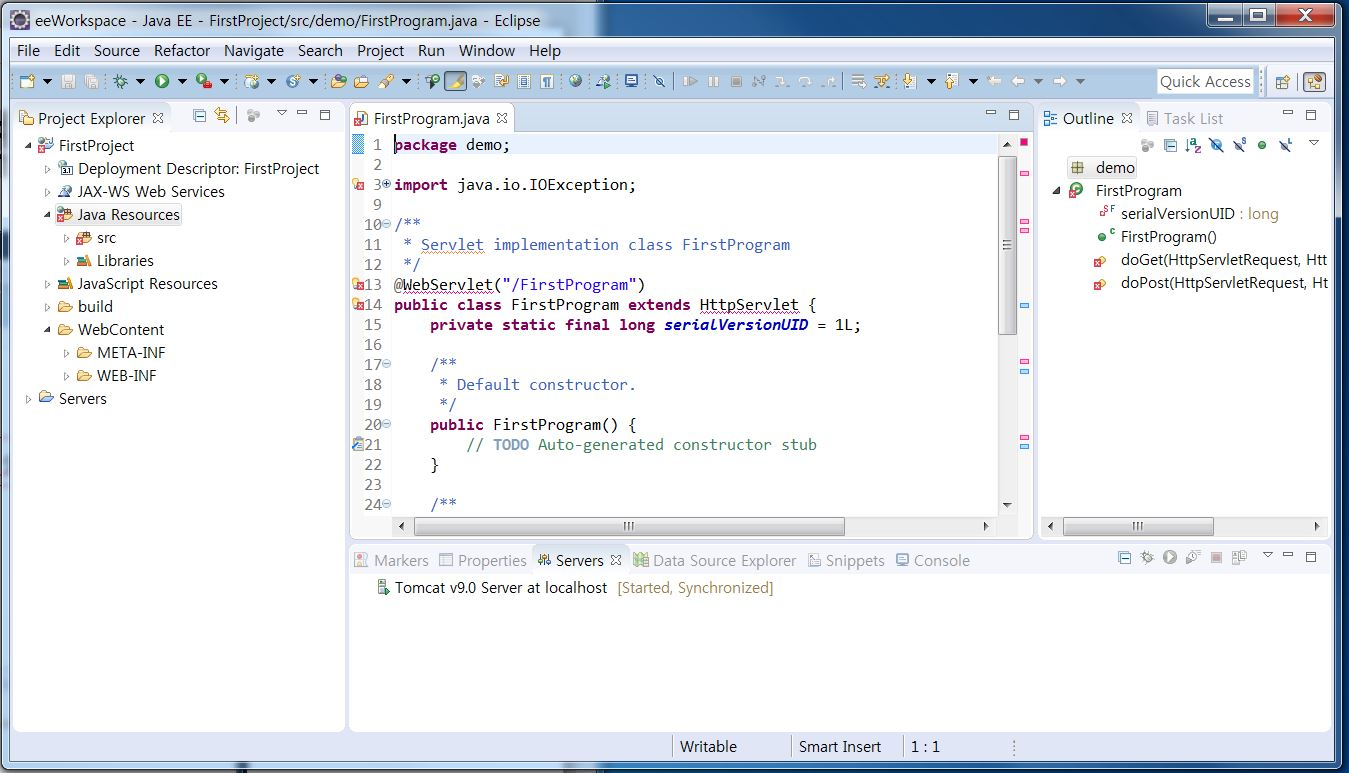 eeWorkspace - Java EE - FirstProject/src/demo/FirstProgram.java - Eclipse
File Edit Source Refactor Navigate Search Project Run Window Help
Quick Access
Project Explorer
FirstProject
Deployment Descriptor: FirstProject
JAX-WS Web Services
Java Resources
src
Libraries
JavaScript Resources
build
WebContent
META-INF
WEB-INF
Servers
FirstProgram.java
1 package demo;
2
3 import java.io.IOException;
9
10 /**
11 * Servlet implementation class FirstProgram
12 */
13 @WebServlet("/FirstProgram")
14 public class FirstProgram extends HttpServlet {
15 private static final long serialVersionUID = 1L;
16
17 /**
18 * Default constructor.
19 */
20 public FirstProgram() {
21 // TODO Auto-generated constructor stub
22 }
23
24 /**
Outline Task List
demo
FirstProgram
serialVersionUID : long
FirstProgram()
doGet(HttpServletRequest, Htt
doPost(HttpServletRequest, Ht
Markers Properties Servers Data Source Explorer Snippets Console
Tomcat v9.0 Server at localhost [Started, Synchronized]
Writable Smart Insert 1 : 1